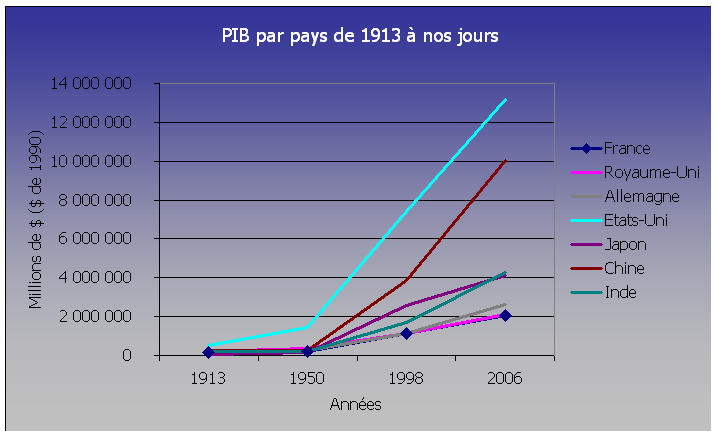 PIB par pays de 1913 à nos jours
Millions de $ ($ de 1990)
14 000 000
12 000 000
10 000 000
8 000 000
6 000 000
4 000 000
2 000 000
0
1913 1950 1998 2006
Années
France
Royaume-Uni
Allemagne
Etats-Uni
Japon
Chine
Inde